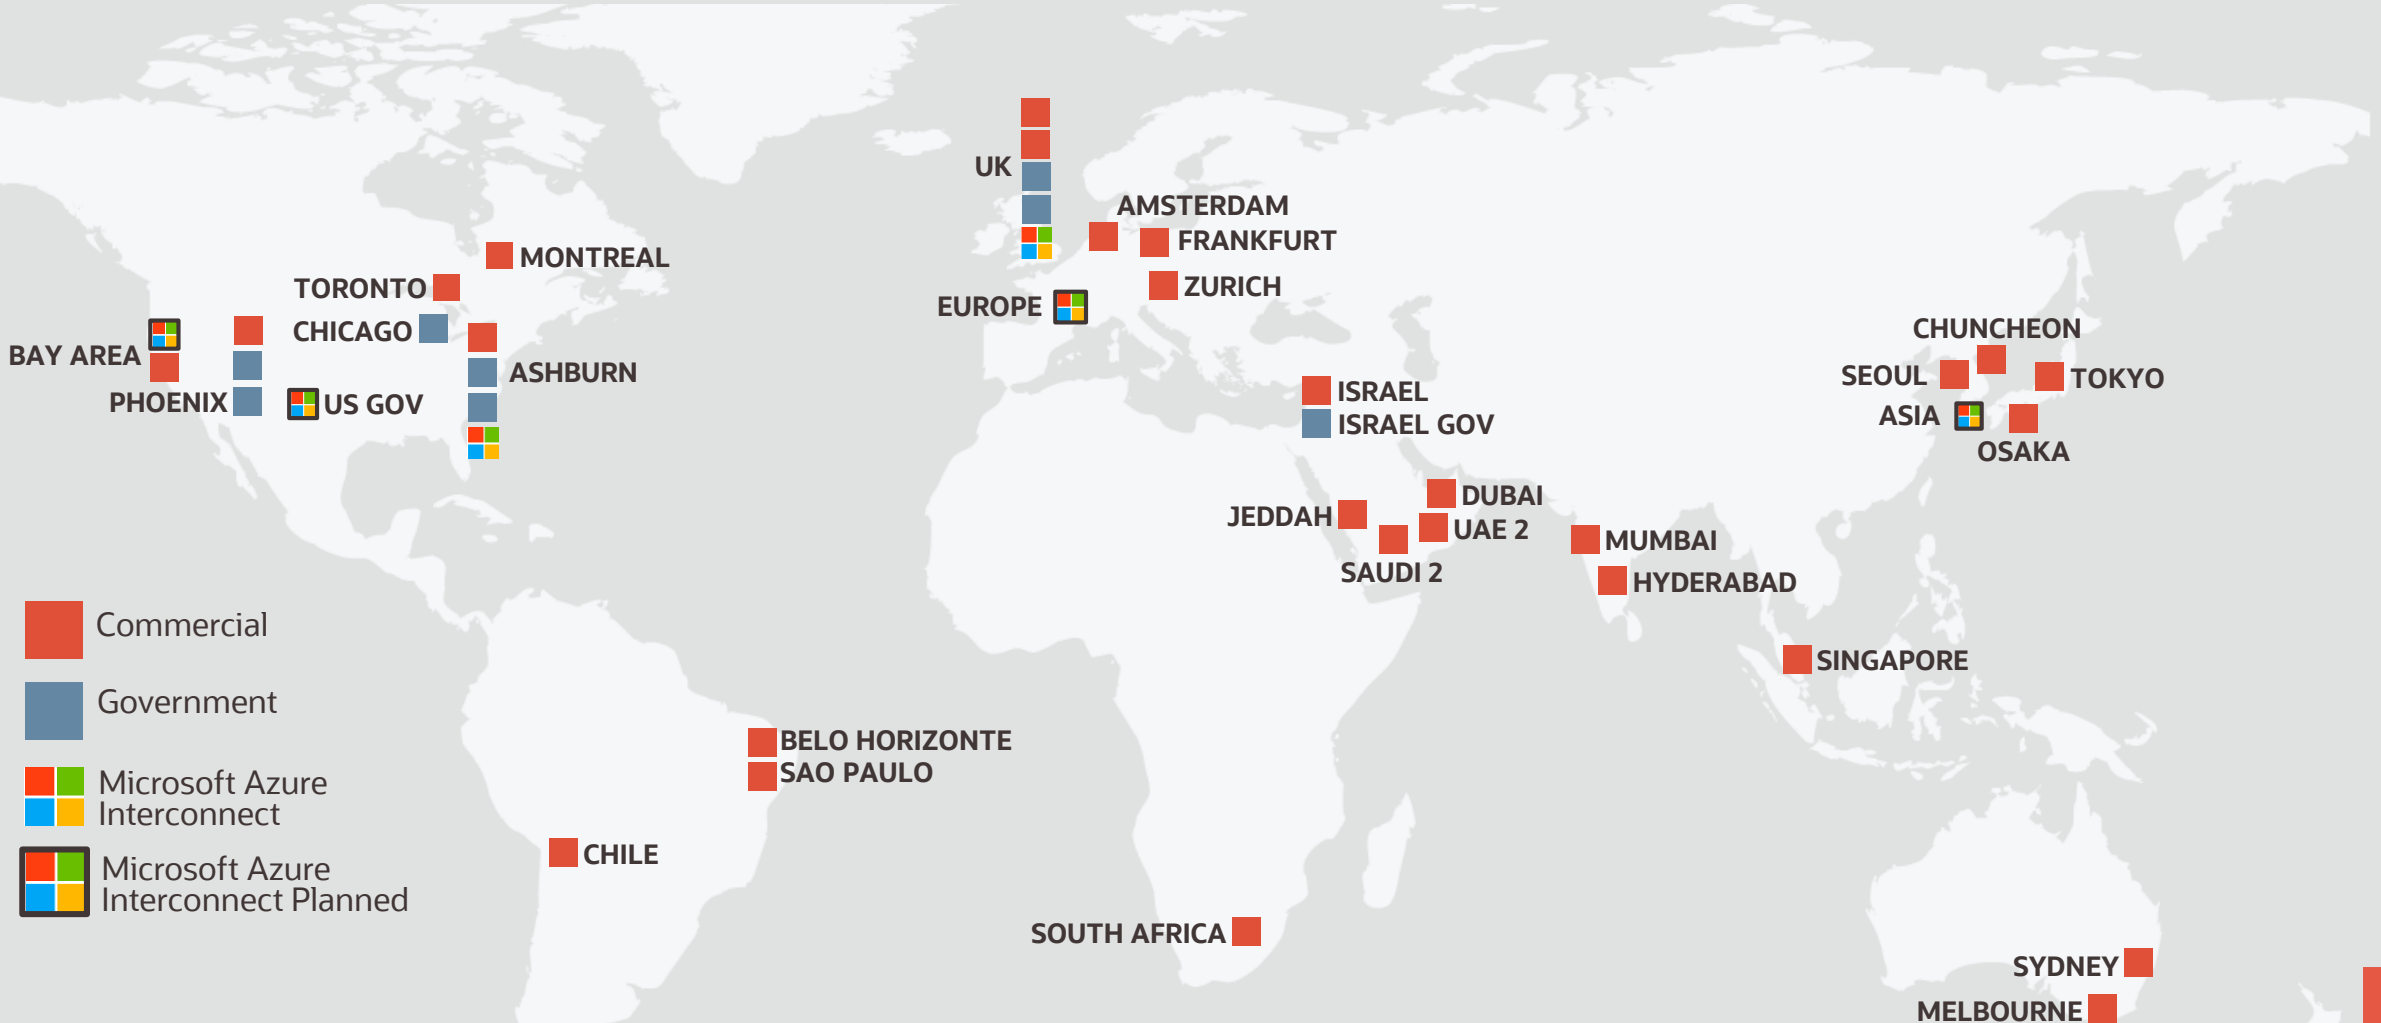 UK
AMSTERDAM
FRANKFURT
MONTREAL
ZURICH
TORONTO
EUROPE
CHICAGO
CHUNCHEON
BAY AREA
ASHBURN
SEOUL
TOKYO
PHOENIX
US GOV
ISRAEL
ISRAEL GOV
ASIA
OSAKA
DUBAI
JEDDAH
UAE 2
MUMBAI
SAUDI 2
HYDERABAD
Commercial
SINGAPORE
Government
BELO HORIZONTE
SAO PAULO
Microsoft Azure
Interconnect
CHILE
Microsoft Azure
Interconnect Planned
SOUTH AFRICA
SYDNEY
MELBOURNE